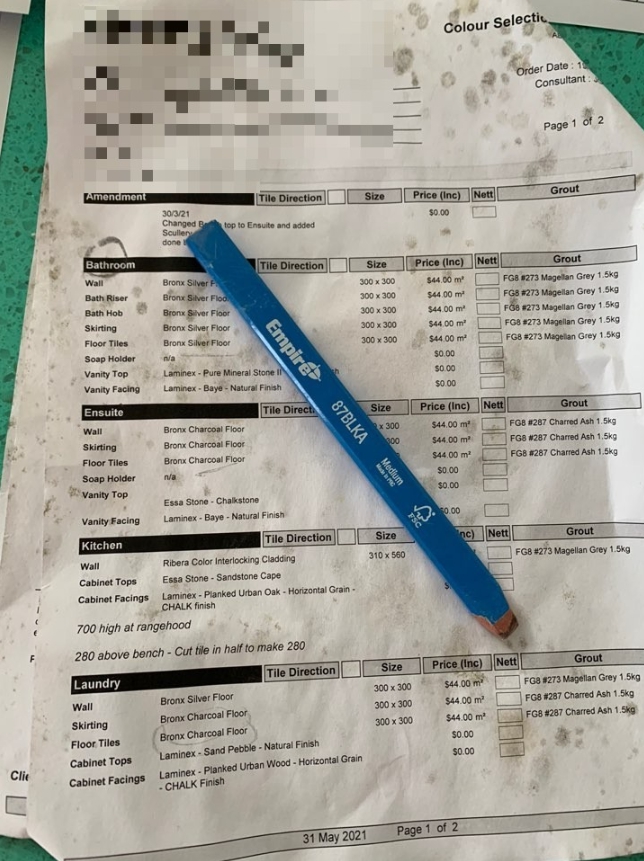 Colour Selectic
Order Date : 1
Consultant :
Page 1 of 2
Amendment Tile Direction Size Price (Inc) Nett Grout
30/3/21 $0.00
Changed top to Ensuite and added
done
Bathroom Tile Direction Size Price (Inc) Nett Grout
Wall Bronx Silver F 300 x 300 $44.00 m² FG8 #273 Magellan Grey 1.5kg
Bath Riser Bronx Silver Floo 300 x 300 $44.00 m² FG8 #273 Magellan Grey 1.5kg
Bath Hob Bronx Silver Floor 300 x 300 $44.00 m² FG8 #273 Magellan Grey 1.5kg
Skirting Bronx Silver Floor 300 x 300 $44.00 m² FG8 #273 Magellan Grey 1.5kg
Floor Tiles Bronx Silver Floor 300 x 300 $44.00 m² FG8 #273 Magellan Grey 1.5kg
Soap Holder n/a $0.00
Vanity Top Laminex - Pure Mineral Stone $0.00
Vanity Facing Laminex - Baye - Natural Finish $0.00
Ensuite Tile Direct Size Price (Inc) Nett Grout
Wall Bronx Charcoal Floor x 300 $44.00 m² FG8 #287 Charred Ash 1.5kg
Skirting Bronx Charcoal Floor 300 $44.00 m² FG8 #287 Charred Ash 1.5kg
Floor Tiles Bronx Charcoal Floor $44.00 m² FG8 #287 Charred Ash 1.5kg
Soap Holder n/a $0.00
Vanity Top Essa Stone - Chalkstone $0.00
Vanity Facing Laminex - Baye - Natural Finish $0.00
Kitchen Tile Direction Size nc) Nett Grout
Wall Ribera Color Interlocking Cladding 310 x 560 FG8 #273 Magellan Grey 1.5kg
Cabinet Tops Essa Stone - Sandstone Cape
Cabinet Facings Laminex - Planked Urban Oak - Horizontal Grain - $
CHALK finish
700 high at rangehood
280 above bench - Cut tile in half to make 280
Laundry Tile Direction Size Price (Inc) Nett Grout
Wall Bronx Silver Floor 300 x 300 $44.00 m² FG8 #273 Magellan Grey 1.5kg
Skirting Bronx Charcoal Floor 300 x 300 $44.00 m² FG8 #287 Charred Ash 1.5kg
Floor Tiles Bronx Charcoal Floor 300 x 300 $44.00 m² FG8 #287 Charred Ash 1.5kg
Cabinet Tops Laminex - Sand Pebble - Natural Finish $0.00
Cabinet Facings Laminex - Planked Urban Wood - Horizontal Grain $0.00
- CHALK Finish
31 May 2021 Page 1 of 2
Clie
Empire
87BLKA
Medium
FSC